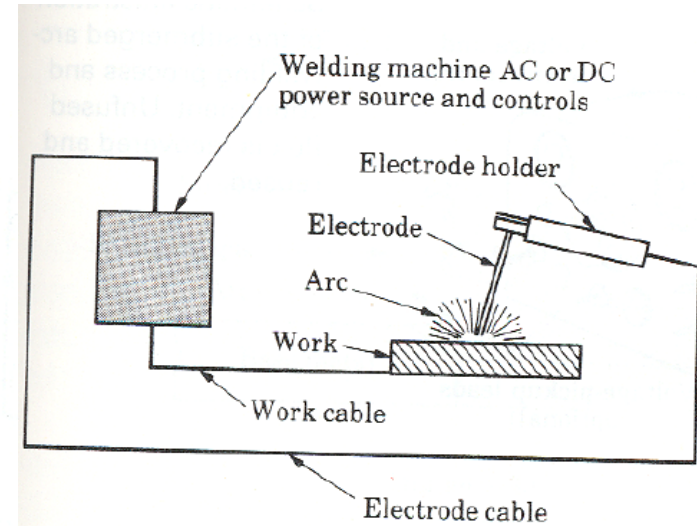 Welding machine AC or DC
power source and controls
Electrode holder
Electrode
Arc
Work
Work cable
Electrode cable